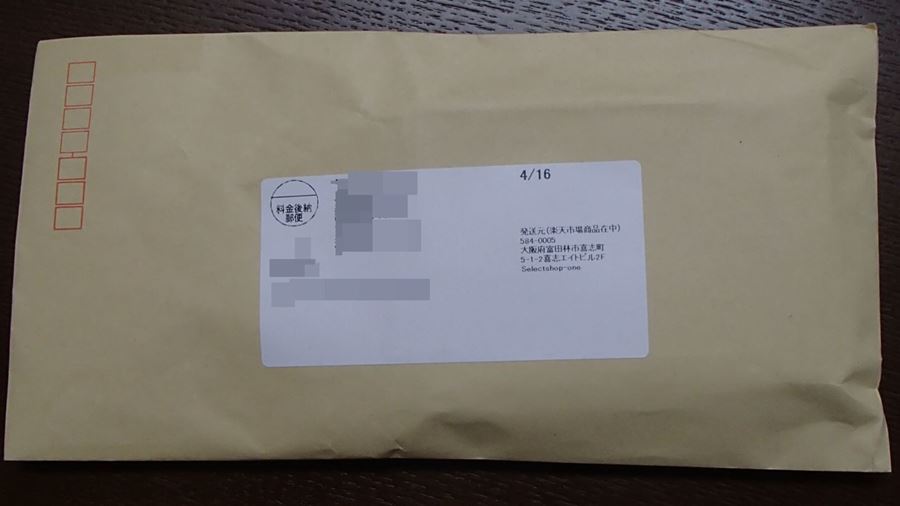 料金後納
郵便
4/16
発送元(楽天市場商品在中)
584-0005
大阪府富田林市喜志町
5-1-2喜志エイトビル2F
Selectshop-one